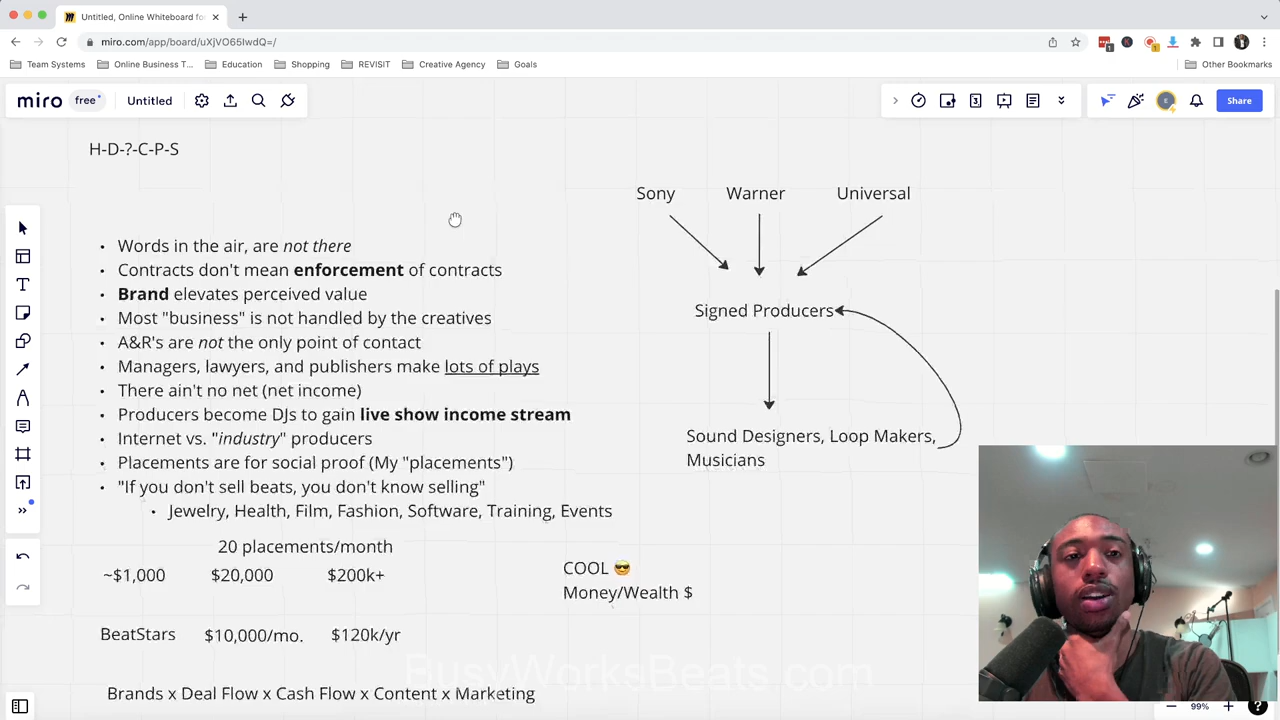 Untitled, Online Whiteboard for
miro.com/app/board/uXjVO65IwdQ=/
Team Systems
Online Business T...
Education
Shopping
REVISIT
Creative Agency
Goals
Other Bookmarks
miro
free
Untitled
3
E
Share
H-D-?-C-P-S
Sony
Warner
Universal
• Words in the air, are not there
• Contracts don't mean enforcement of contracts
• Brand elevates perceived value
• Most "business" is not handled by the creatives
• A&R's are not the only point of contact
• Managers, lawyers, and publishers make lots of plays
• There ain't no net (net income)
• Producers become DJs to gain live show income stream
• Internet vs. "industry" producers
• Placements are for social proof (My "placements")
• "If you don't sell beats, you don't know selling"
• Jewelry, Health, Film, Fashion, Software, Training, Events
Signed Producers
Sound Designers, Loop Makers,
Musicians
20 placements/month
~$1,000 $20,000 $200k+
COOL 😎
Money/Wealth $
BeatStars $10,000/mo. $120k/yr
BusyWorksBeats.com
Brands x Deal Flow x Cash Flow x Content x Marketing
99%